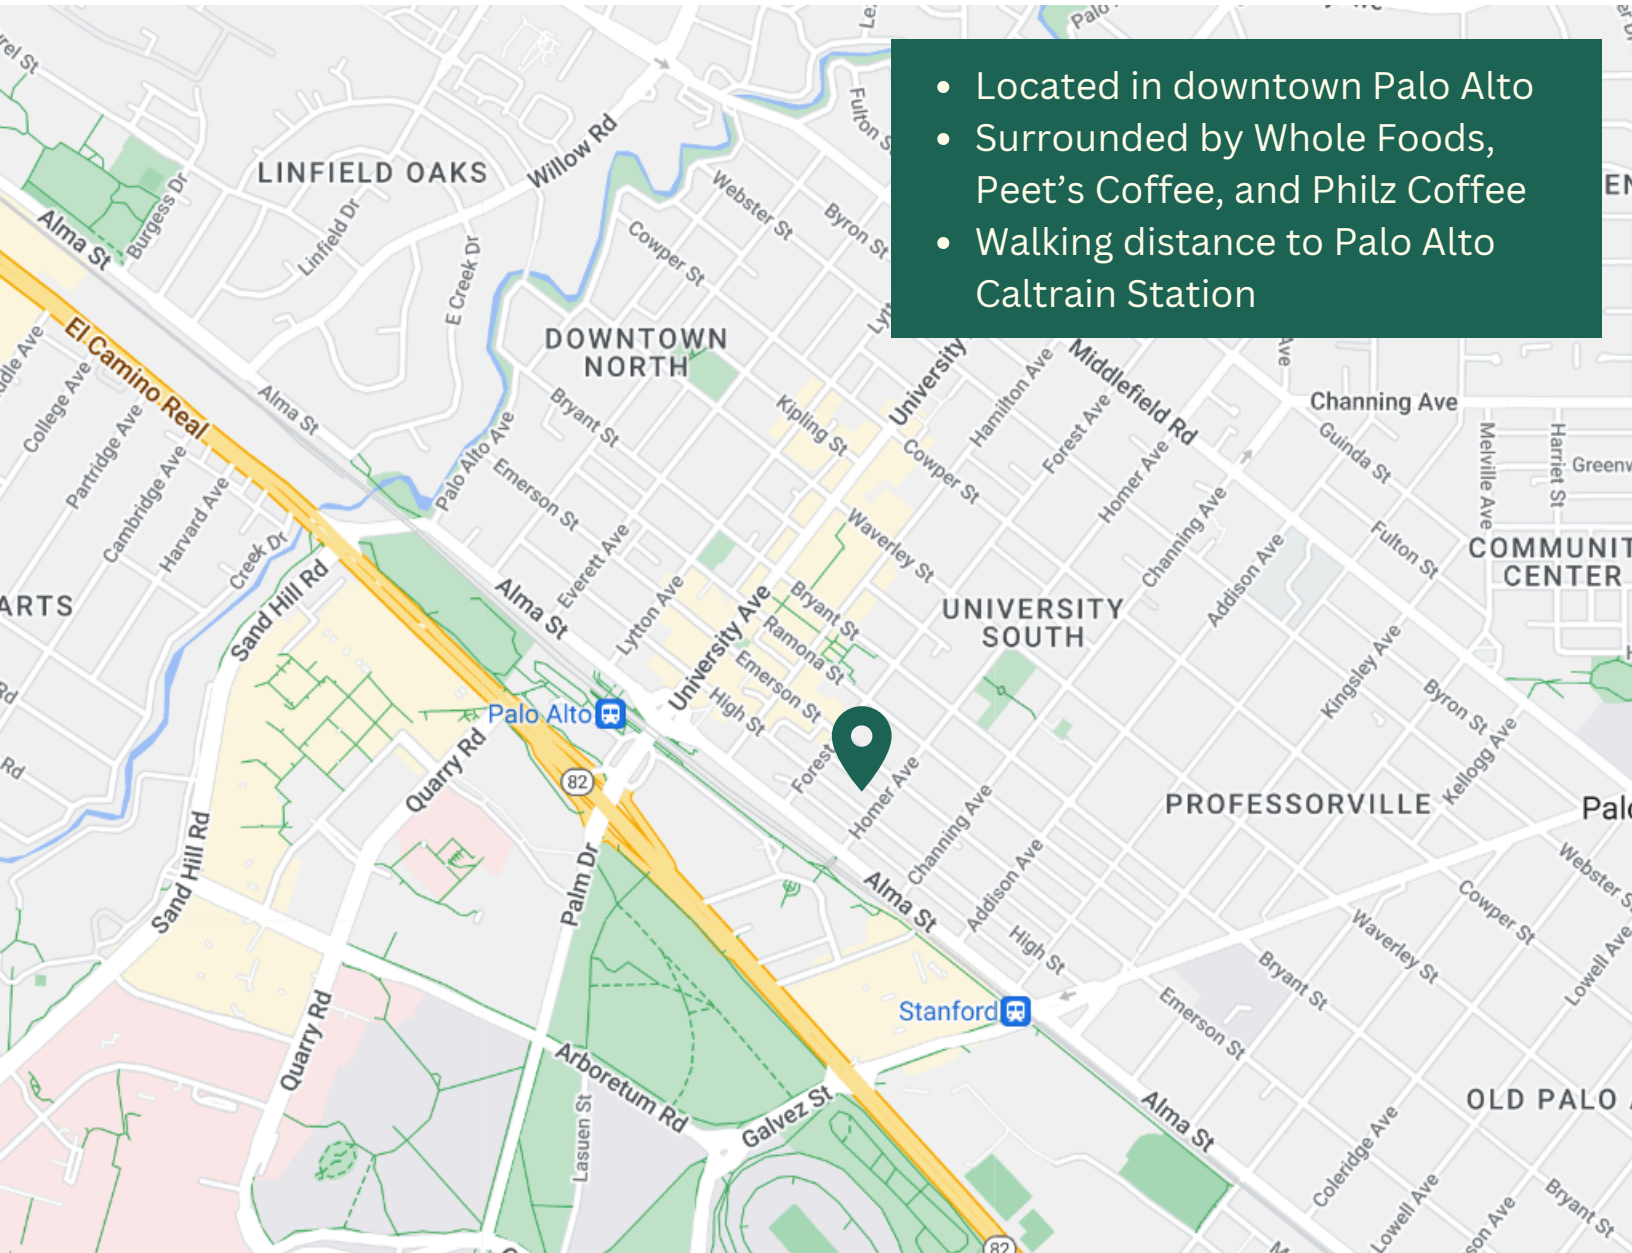 • Located in downtown Palo Alto
• Surrounded by Whole Foods,
Peet’s Coffee, and Philz Coffee
• Walking distance to Palo Alto
Caltrain Station
Palo
Willow Rd
LINFIELD OAKS
Burgess Dr
Linfield Dr
E Creek Dr
Alma St
El Camino Real
Alma St
College Ave
Partridge Ave
Cambridge Ave
Harvard Ave
Creek Dr
Fulton S
Webster St
Byron St
Cowper St
DOWNTOWN
NORTH
Bryant St
Palo Alto Ave
Emerson St
Everett Ave
Alma St
Lytton Ave
Kipling St
University
Cowper St
Waverley St
Hamilton Ave
Forest Ave
Homer Ave
Middlefield Rd
Channing Ave
Ave
Channing Ave
Guinda St
Melville Ave
Harriet St
Fulton St
Addison Ave
COMMUNIT
CENTER
ARTS
Sand Hill Rd
University Ave
Bryant St
Ramona St
Emerson St
High St
UNIVERSITY
SOUTH
Kingsley Ave
Byron St
Kellogg Ave
Palo Alto
Quarry Rd
82
Forest
Homer Ave
Channing Ave
Addison Ave
PROFESSORVILLE
Rd
Rd
Sand Hill Rd
Palm Dr
Alma St
High St
Webster S
Cowper St
Waverley St
Lowell Ave
Bryant St
Emerson St
Stanford
Quarry Rd
Arboretum Rd
Lasuen St
Galvez St
Alma St
OLD PALO
Coleridge Ave
Lowell Ave
Bryant St
82